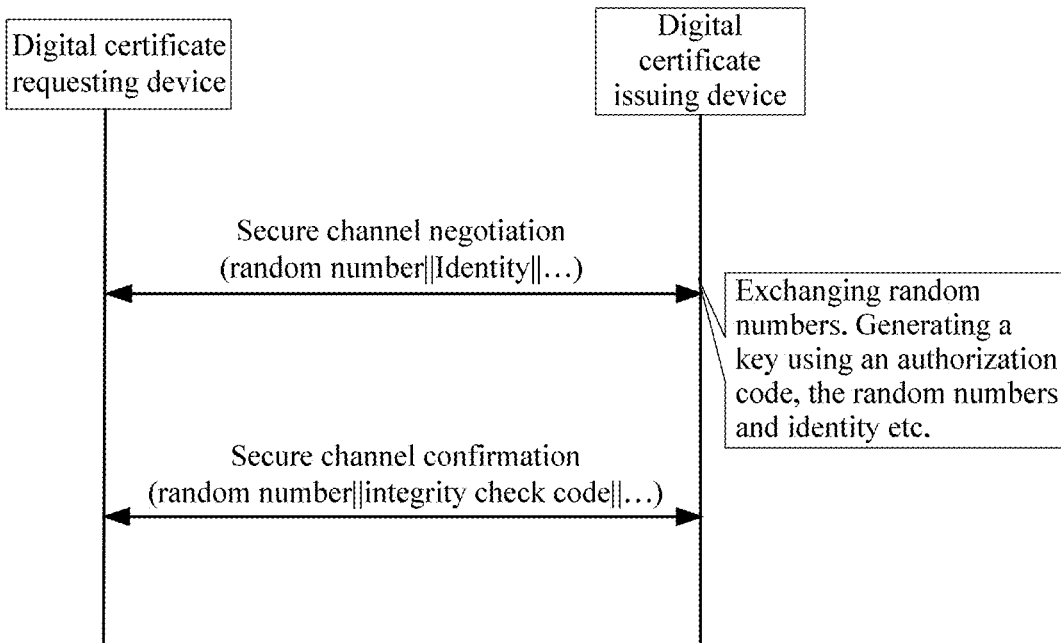 Digital certificate
requesting device
Digital
certificate
issuing device
Secure channel negotiation
(random number||Identity||…)
Exchanging random
numbers. Generating a
key using an authorization
code, the random numbers
and identity etc.
Secure channel confirmation
(random number||integrity check code||…)